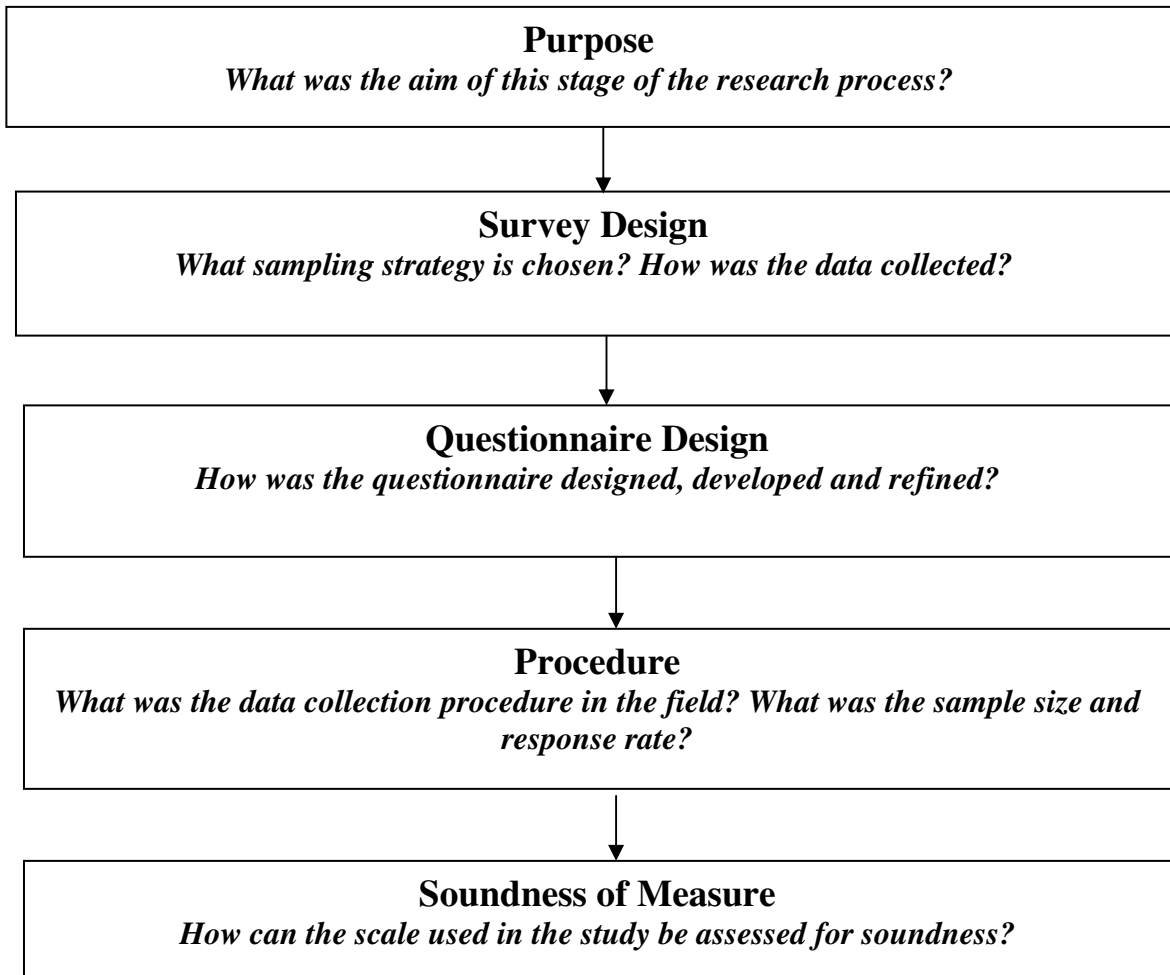 Purpose
What was the aim of this stage of the research process?
Survey Design
What sampling strategy is chosen? How was the data collected?
Questionnaire Design
How was the questionnaire designed, developed and refined?
Procedure
What was the data collection procedure in the field? What was the sample size and
response rate?
Soundness of Measure
How can the scale used in the study be assessed for soundness?